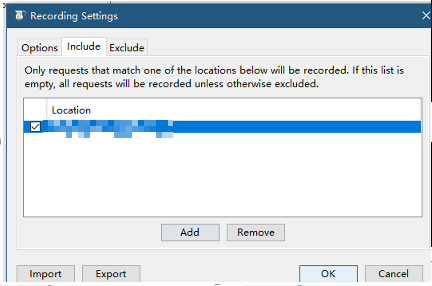 Recording Settings
Options Include Exclude
Only requests that match one of the locations below will be recorded. If this list is
empty, all requests will be recorded unless otherwise excluded.
Location
Add Remove
Import Export OK Cancel